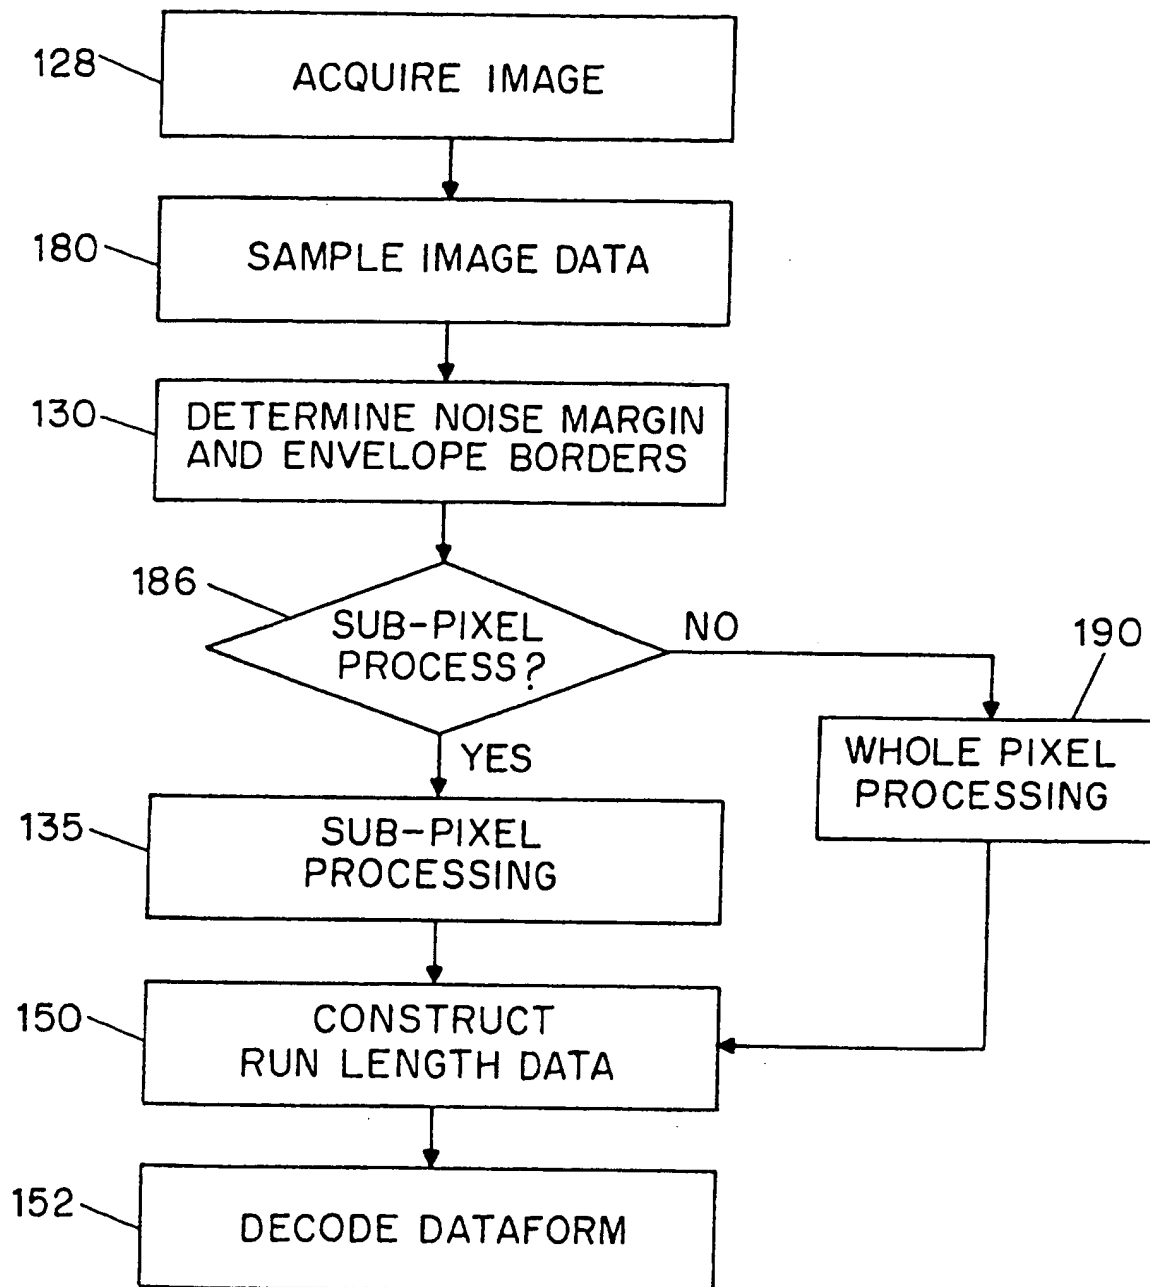 128
ACQUIRE IMAGE
180
SAMPLE IMAGE DATA
130
DETERMINE NOISE MARGIN
AND ENVELOPE BORDERS
186
SUB-PIXEL
PROCESS?
NO
190
YES
WHOLE PIXEL
PROCESSING
135
SUB-PIXEL
PROCESSING
150
CONSTRUCT
RUN LENGTH DATA
152
DECODE DATAFORM